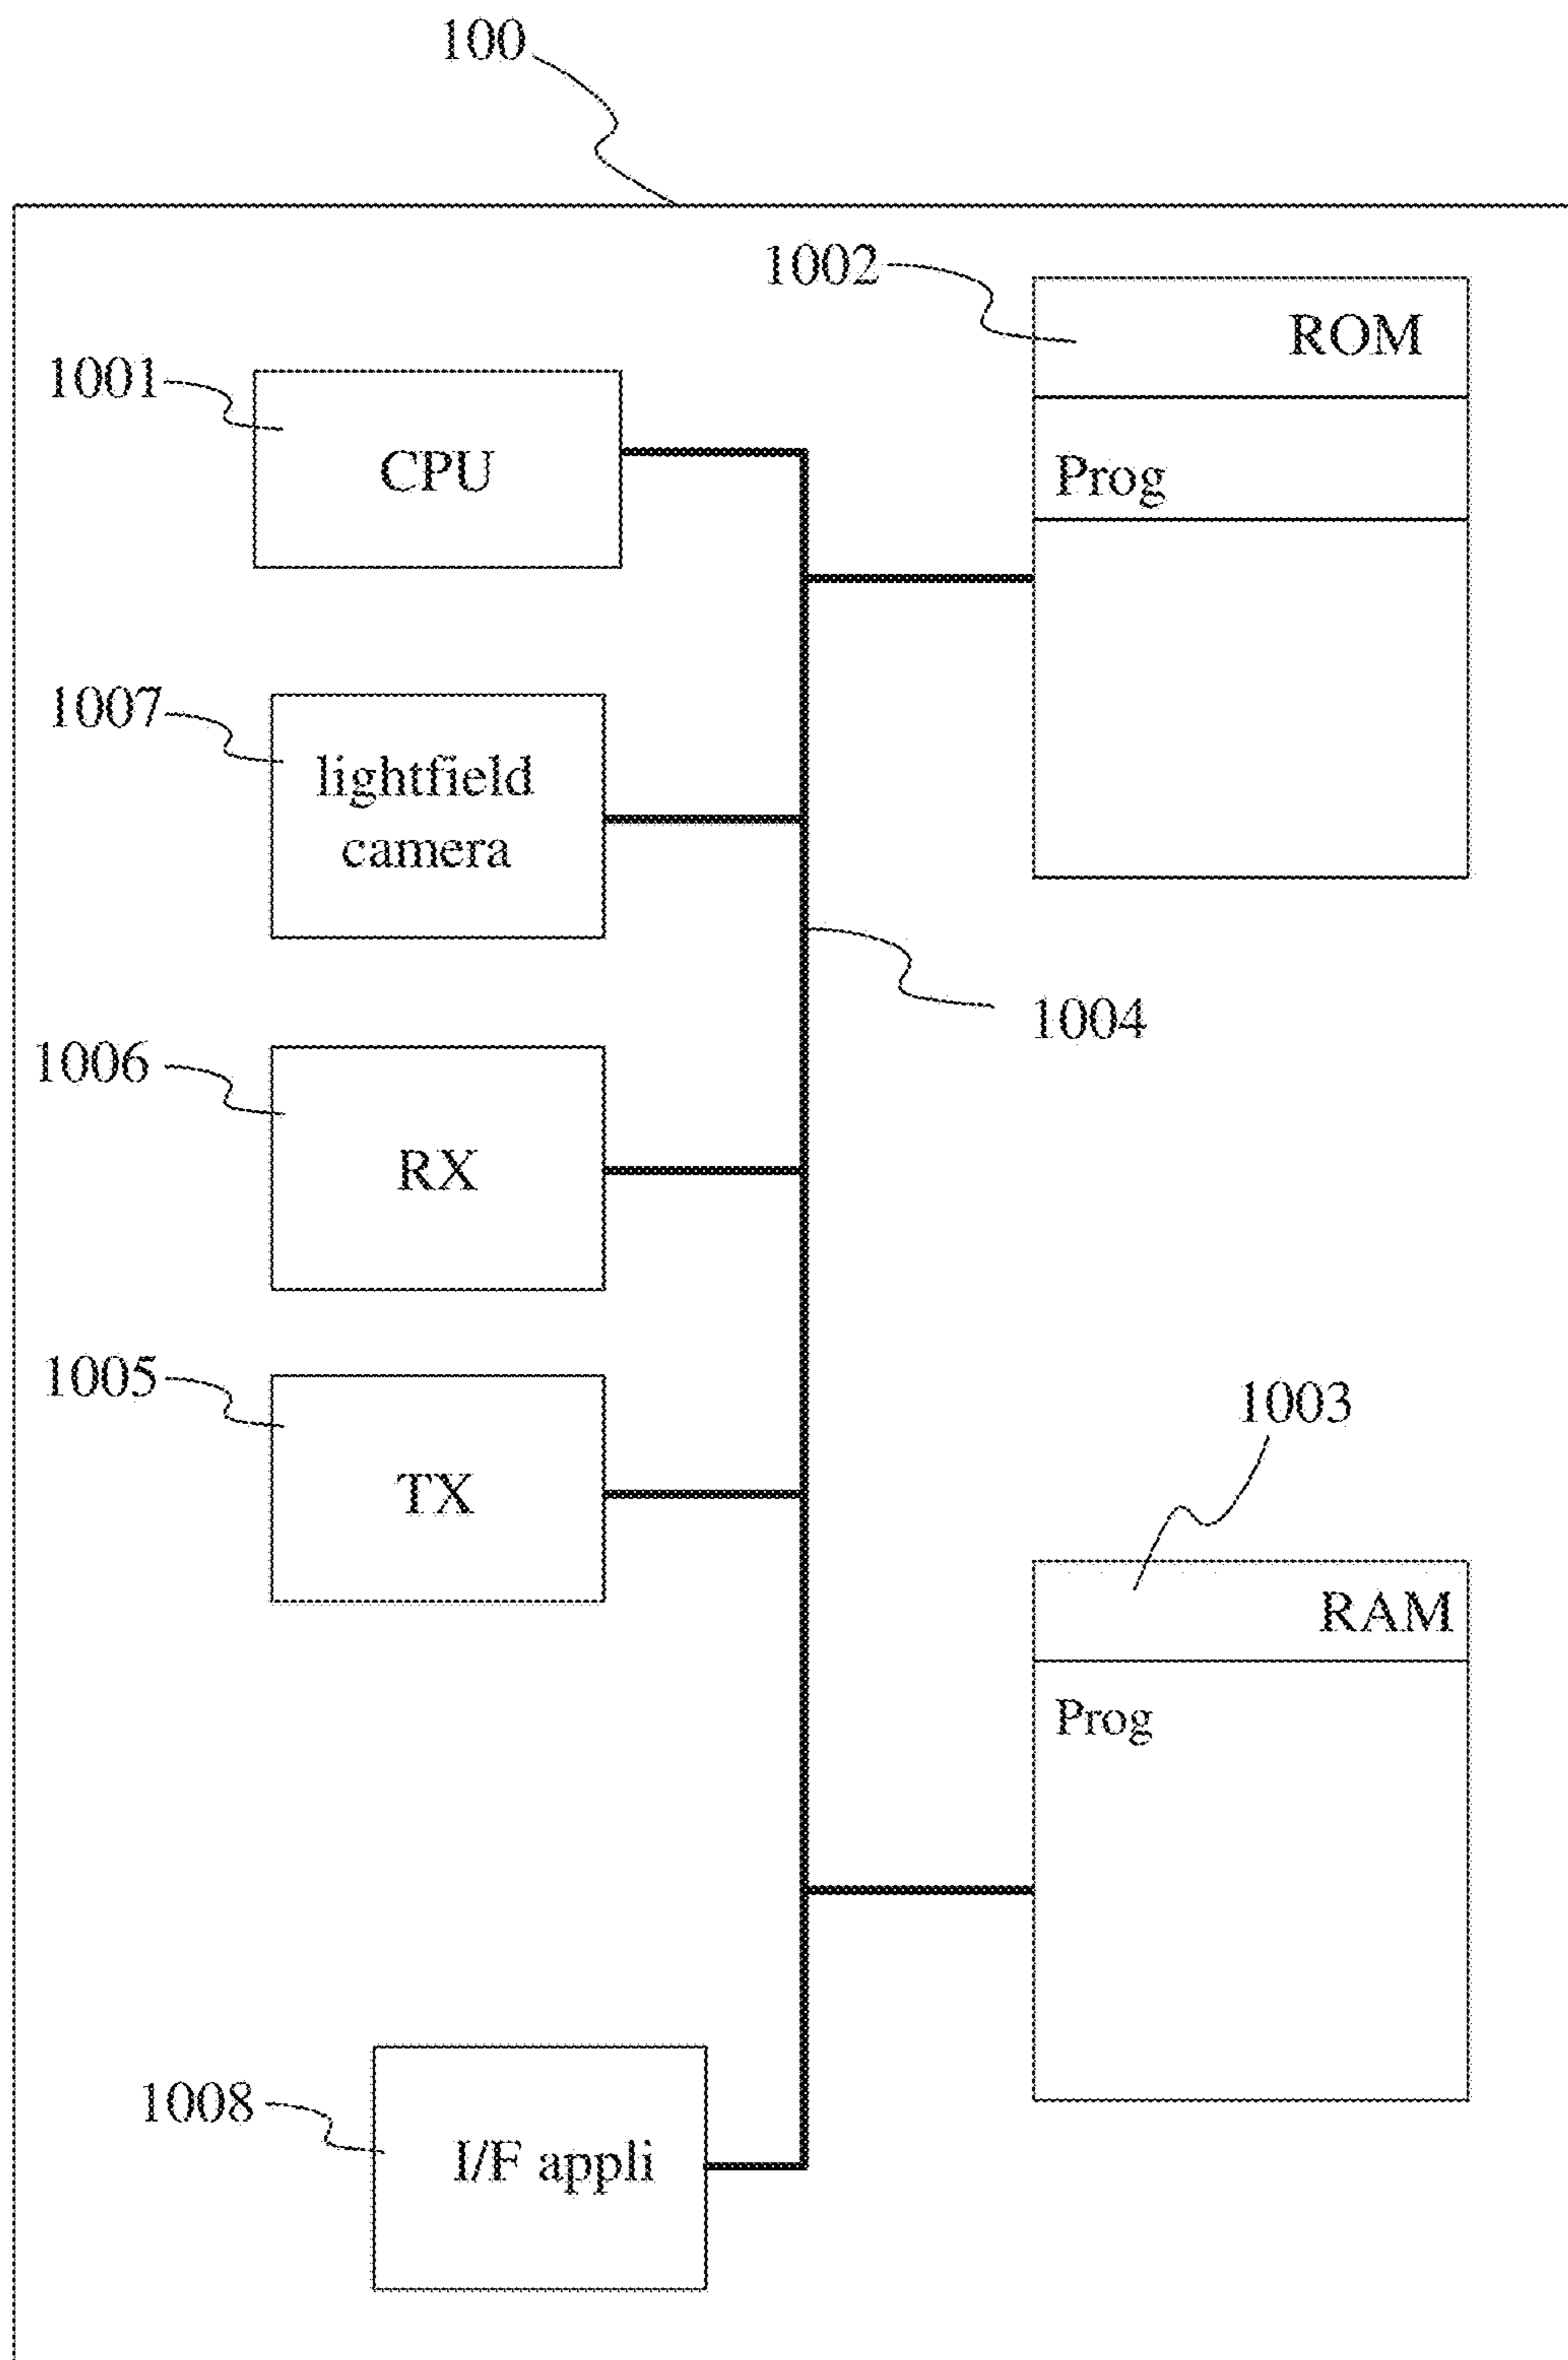 100
1002
ROM
1001
CPU
Prog
1007
lightfield
camera
1004
1006
RX
1005
TX
1003
RAM
Prog
1008
I/F appli